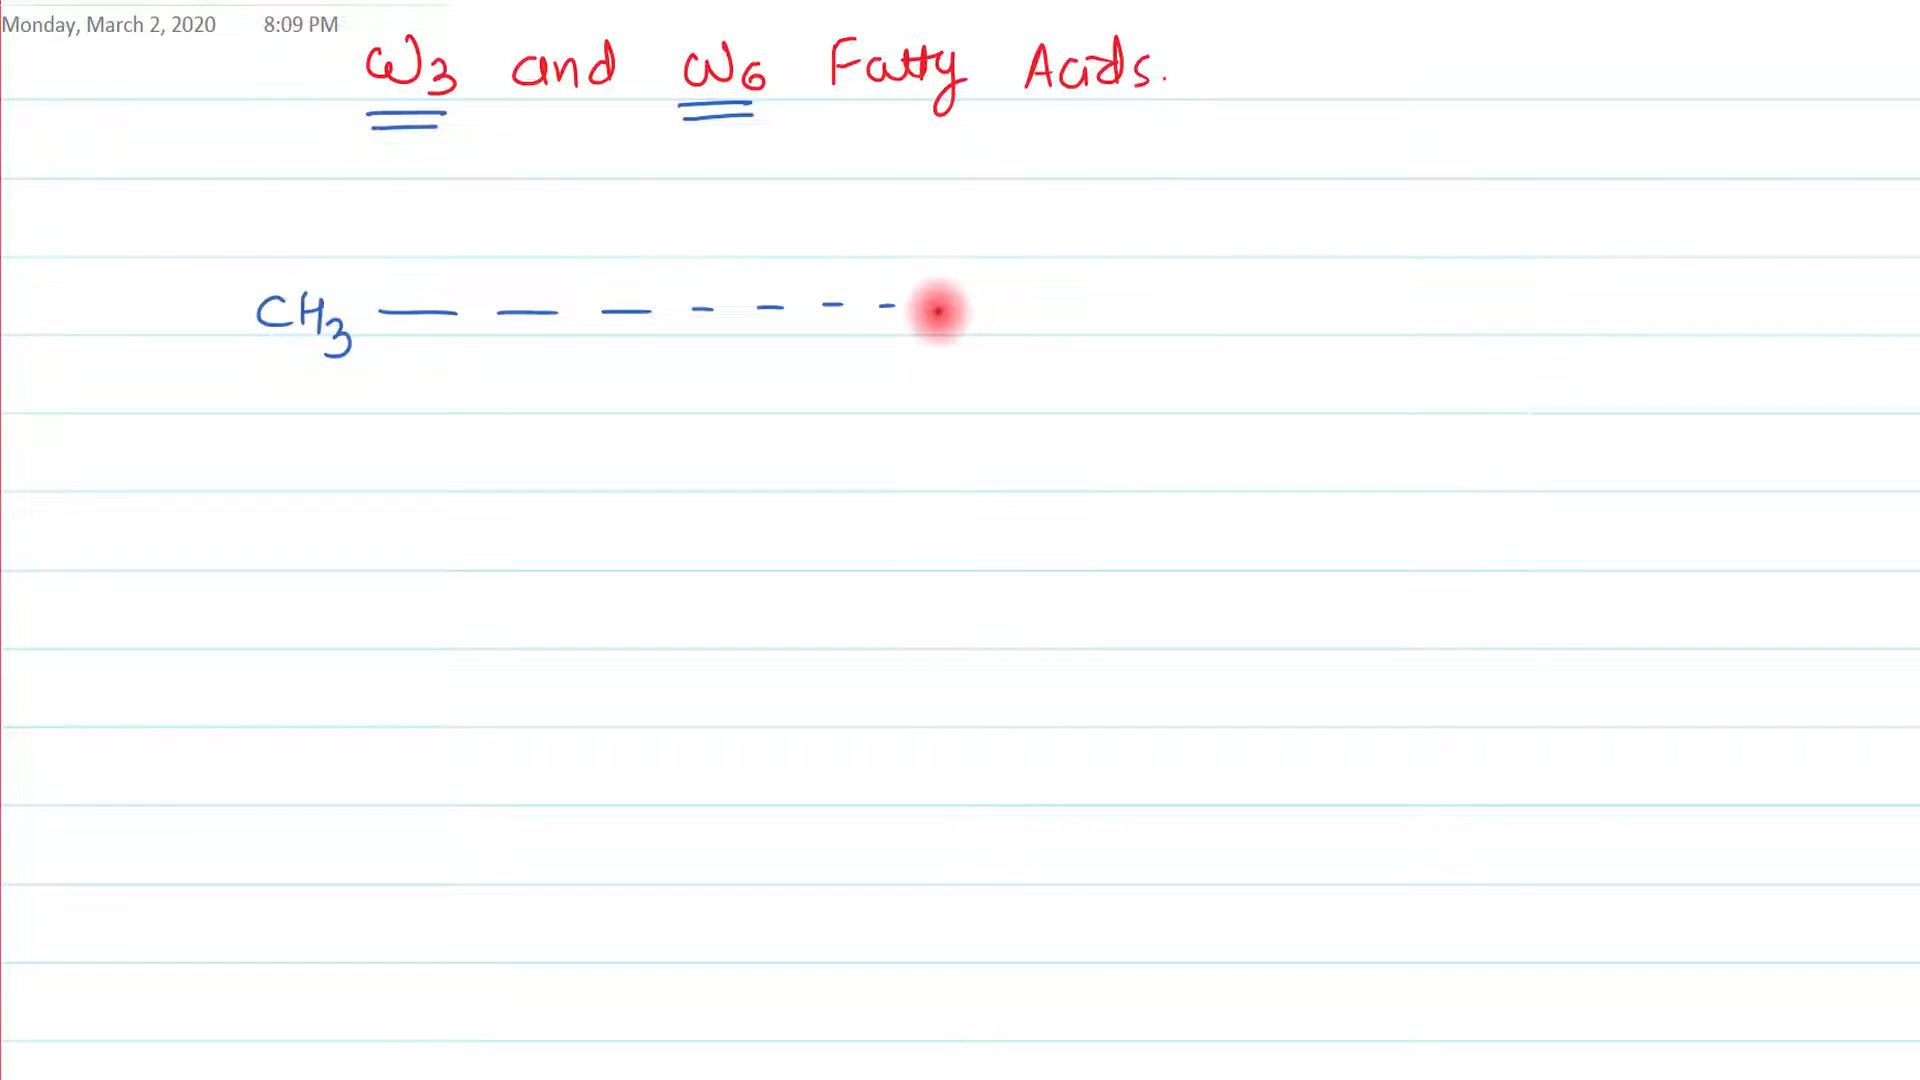 Monday, March 2, 2020 8:09 PM
ω3 and ω6 Fatty Acids.
CH3 — — — - - - -